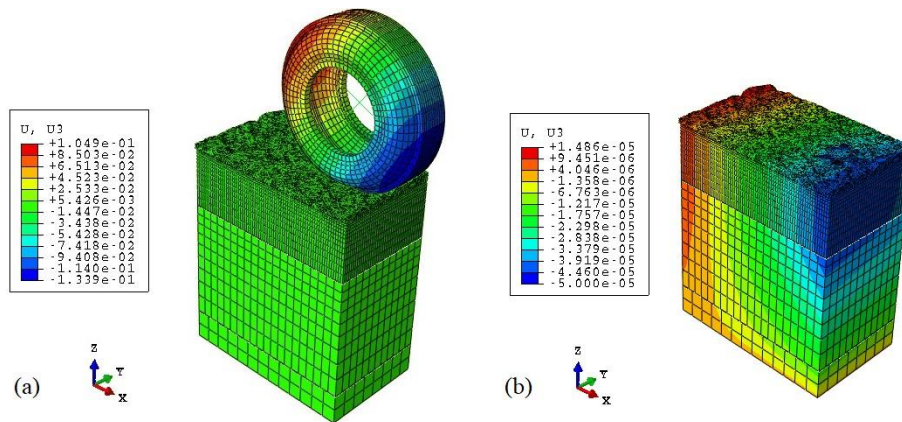 U, U3
+1.049e-01
+8.503e-02
+6.513e-02
+4.523e-02
+2.533e-02
+5.426e-03
-1.447e-02
-3.438e-02
-5.428e-02
-7.418e-02
-9.408e-02
-1.140e-01
-1.339e-01
Z
Y
X
(a)
U, U3
+1.486e-05
+9.451e-06
+4.046e-06
-1.358e-06
-6.763e-06
-1.217e-05
-1.757e-05
-2.298e-05
-2.838e-05
-3.379e-05
-3.919e-05
-4.460e-05
-5.000e-05
Z
Y
X
(b)